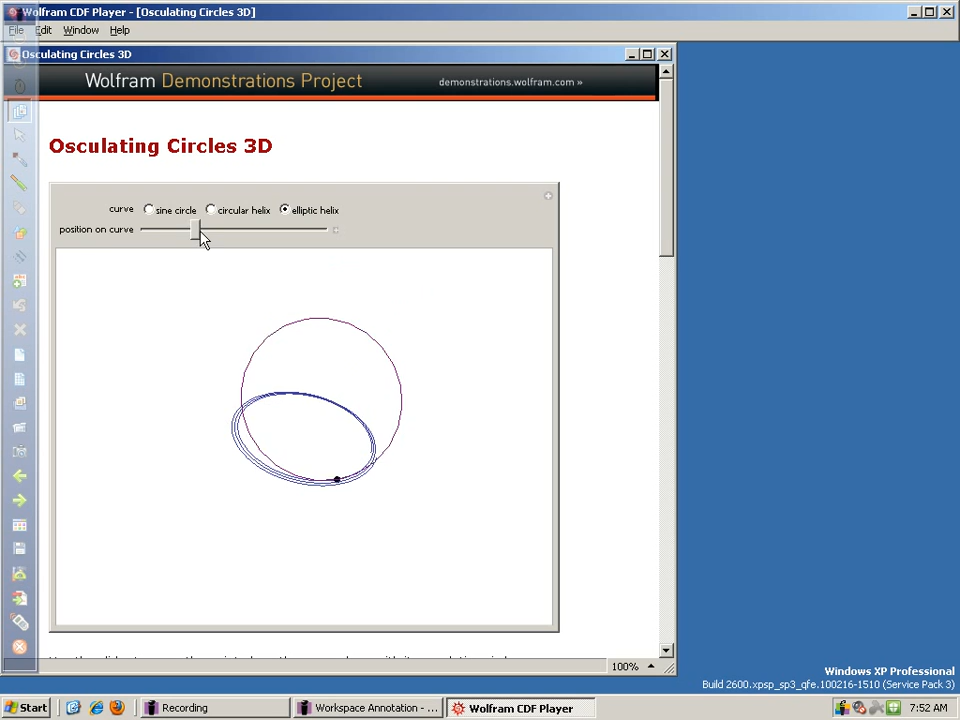 Wolfram CDF Player - [Osculating Circles 3D]
File Edit Window Help
Osculating Circles 3D
Wolfram Demonstrations Project demonstrations.wolfram.com »
Osculating Circles 3D
curve sine circle circular helix elliptic helix
position on curve
100%
Windows XP Professional
Build 2600.xpsp_sp3_qfe.100216-1510 (Service Pack 3)
Start Recording Workspace Annotation - ... Wolfram CDF Player 7:52 AM